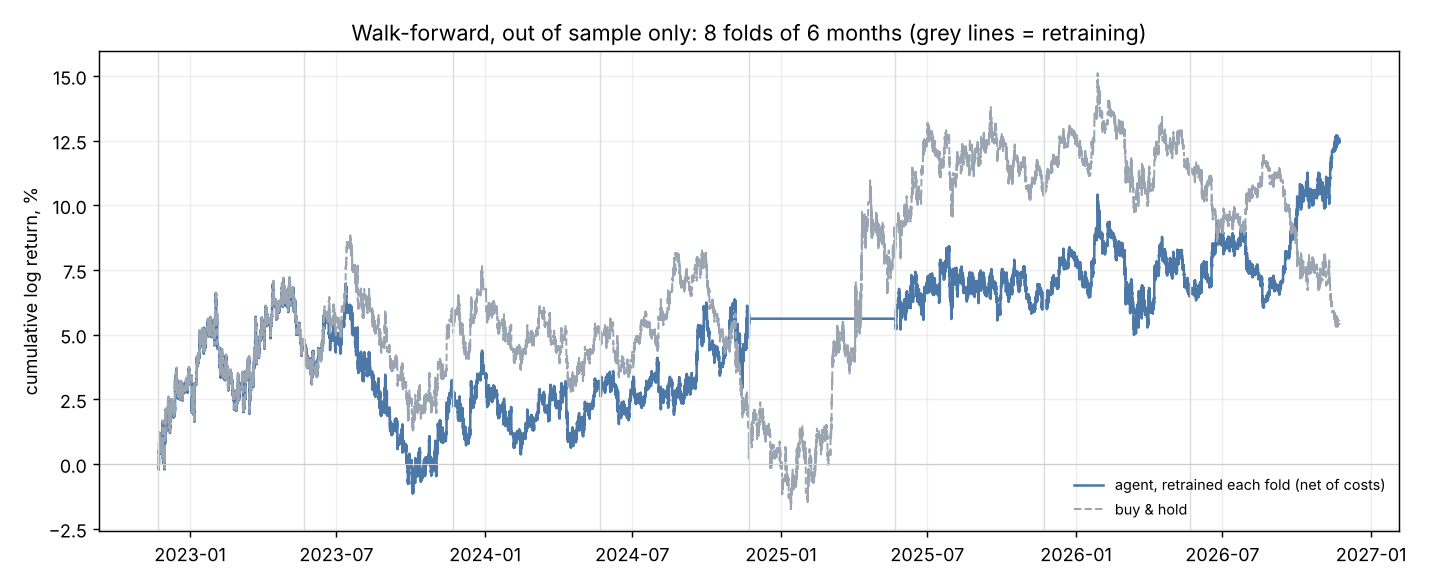 Walk-forward, out of sample only: 8 folds of 6 months (grey lines = retraining)
cumulative log return, %
15.0
12.5
10.0
7.5
5.0
2.5
0.0
−2.5
agent, retrained each fold (net of costs)
buy & hold
2023-01 2023-07 2024-01 2024-07 2025-01 2025-07 2026-01 2026-07 2027-01